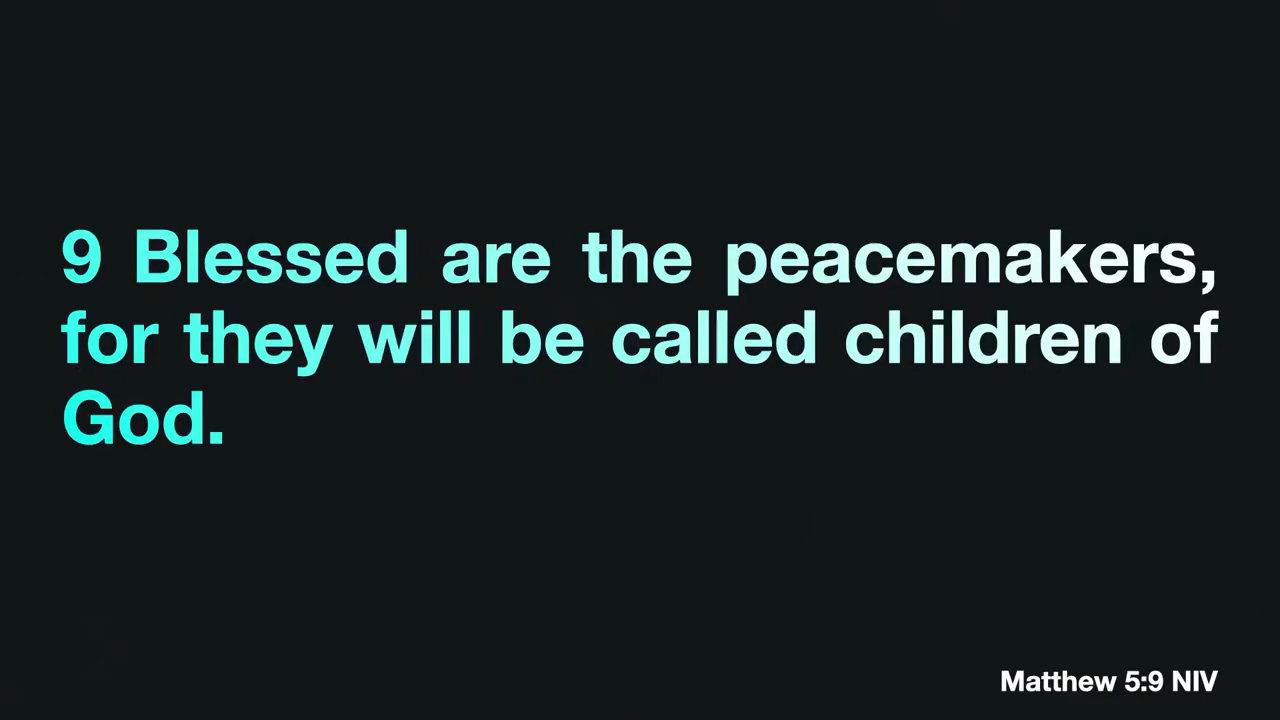 9 Blessed are the peacemakers,
for they will be called children of
God.
Matthew 5:9 NIV